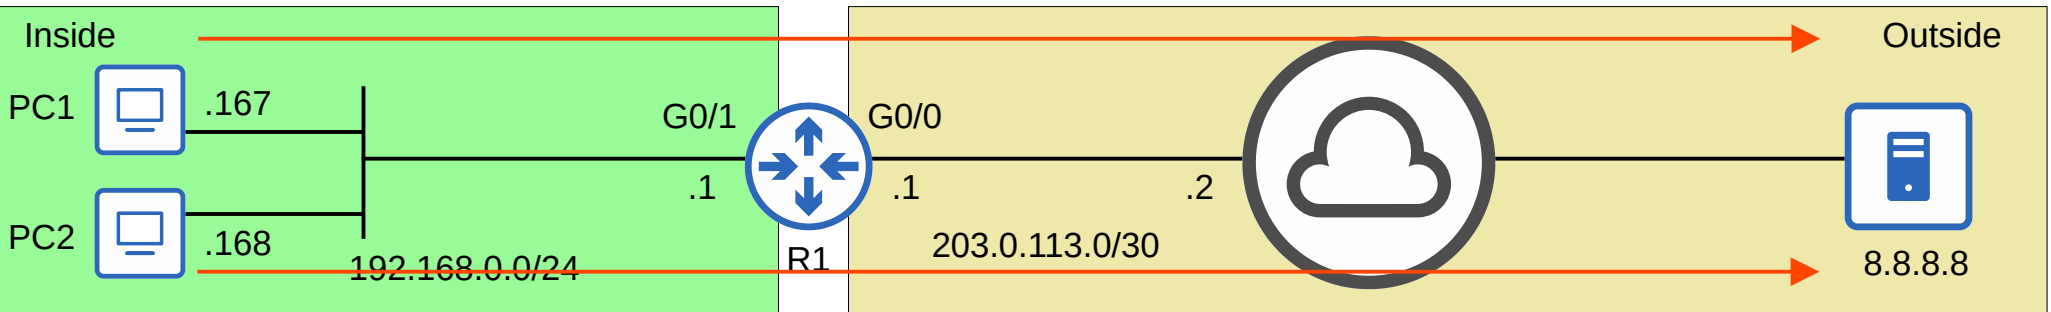 Inside
Outside
PC1
.167
G0/1
G0/0
.1
.1
.2
PC2
.168
192.168.0.0/24
R1
203.0.113.0/30
8.8.8.8